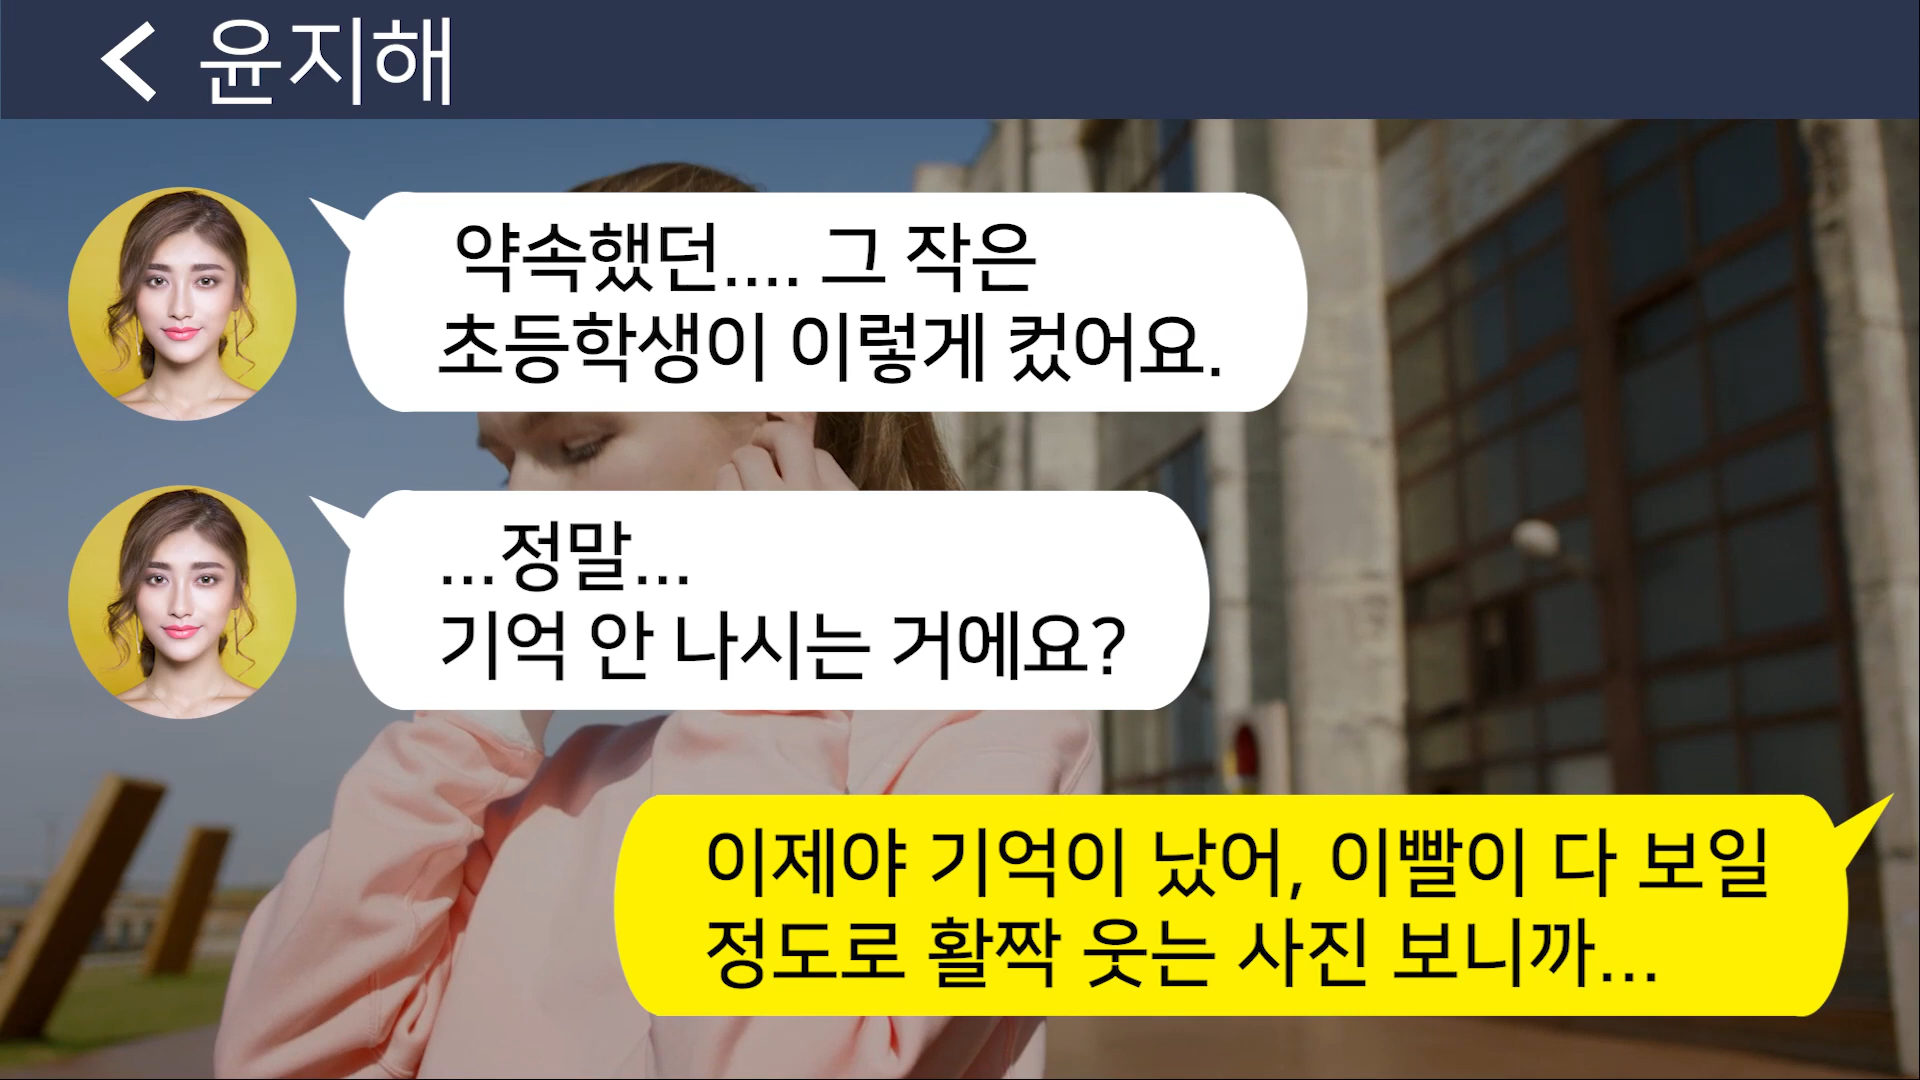 윤지해
약속했던.... 그 작은
초등학생이 이렇게 컸어요.
...정말...
기억 안 나시는 거에요?
이제야 기억이 났어, 이빨이 다 보일
정도로 활짝 웃는 사진 보니까...